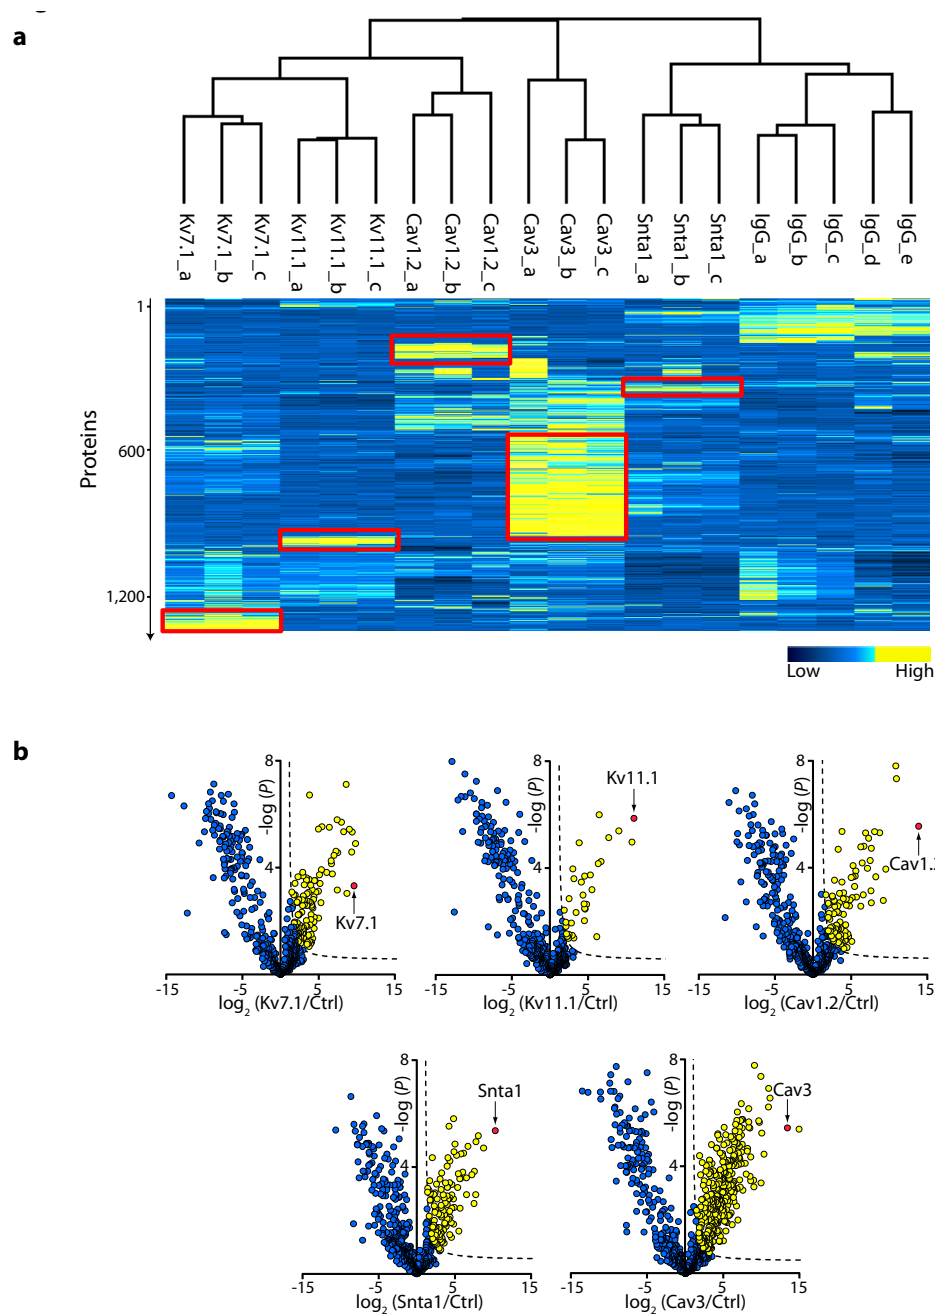 a
Kv7.1_a
Kv7.1_b
Kv7.1_c
Kv11.1_a
Kv11.1_b
Kv11.1_c
Cav1.2_a
Cav1.2_b
Cav1.2_c
Cav3_a
Cav3_b
Cav3_c
Snta1_a
Snta1_b
Snta1_c
IgG_a
IgG_b
IgG_c
IgG_d
IgG_e
Proteins
1
600
1,200
Low High
b
8
4
-log (P)
Kv7.1
-15 -5 5 15
log2 (Kv7.1/Ctrl)
8
4
-log (P)
Kv11.1
-15 -5 5 15
log2 (Kv11.1/Ctrl)
8
4
-log (P)
Cav1.
-15 -5 5 15
log2 (Cav1.2/Ctrl)
8
4
-log (P)
Snta1
-15 -5 5 15
log2 (Snta1/Ctrl)
8
4
-log (P)
Cav3
-15 -5 5 15
log2 (Cav3/Ctrl)